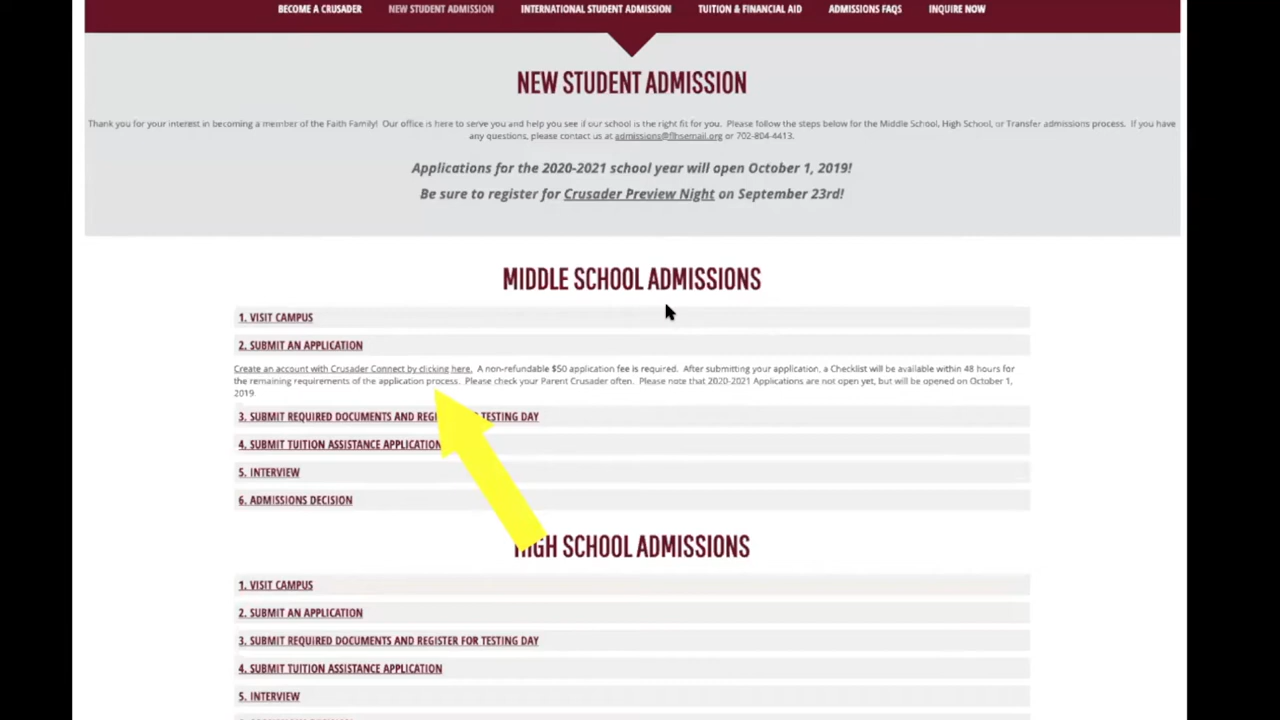 BECOME A CRUSADER NEW STUDENT ADMISSION INTERNATIONAL STUDENT ADMISSION TUITION & FINANCIAL AID ADMISSIONS FAQS INQUIRE NOW
NEW STUDENT ADMISSION
Thank you for your interest in becoming a member of the Faith Family! Our office is here to serve you and help you see if our school is the right fit for you. Please follow the steps below for the Middle School, High School, or Transfer admissions process. If you have
any questions, please contact us at admissions@flhsemail.org or 702-804-4413.
Applications for the 2020-2021 school year will open October 1, 2019!
Be sure to register for Crusader Preview Night on September 23rd!
MIDDLE SCHOOL ADMISSIONS
1. VISIT CAMPUS
2. SUBMIT AN APPLICATION
Create an account with Crusader Connect by clicking here. A non-refundable $50 application fee is required. After submitting your application, a Checklist will be available within 48 hours for
the remaining requirements of the application process. Please check your Parent Crusader often. Please note that 2020-2021 Applications are not open yet, but will be opened on October 1,
2019
3. SUBMIT REQUIRED DOCUMENTS AND TESTING DAY
4. SUBMIT TUITION ASSISTANCE APPLICATION
5. INTERVIEW
6. ADMISSIONS DECISION
HIGH SCHOOL ADMISSIONS
1. VISIT CAMPUS
2. SUBMIT AN APPLICATION
3. SUBMIT REQUIRED DOCUMENTS AND REGISTER FOR TESTING DAY
4. SUBMIT TUITION ASSISTANCE APPLICATION
5. INTERVIEW